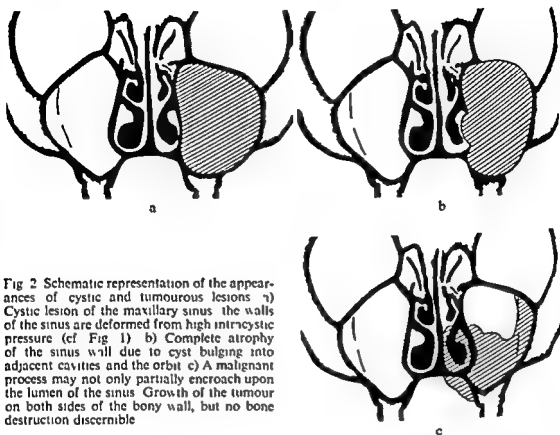 a
b
Fig 2 Schematic representation of the appear-
ances of cystic and tumourous lesions a)
Cystic lesion of the maxillary sinus the walls
of the sinus are deformed from high intracystic
pressure (cf Fig 1) b) Complete atrophy
of the sinus wall due to cyst bulging into
adjacent cavities and the orbit c) A malignant
process may not only partially encroach upon
the lumen of the sinus Growth of the tumour
on both sides of the bony wall, but no bone
destruction discernible
c